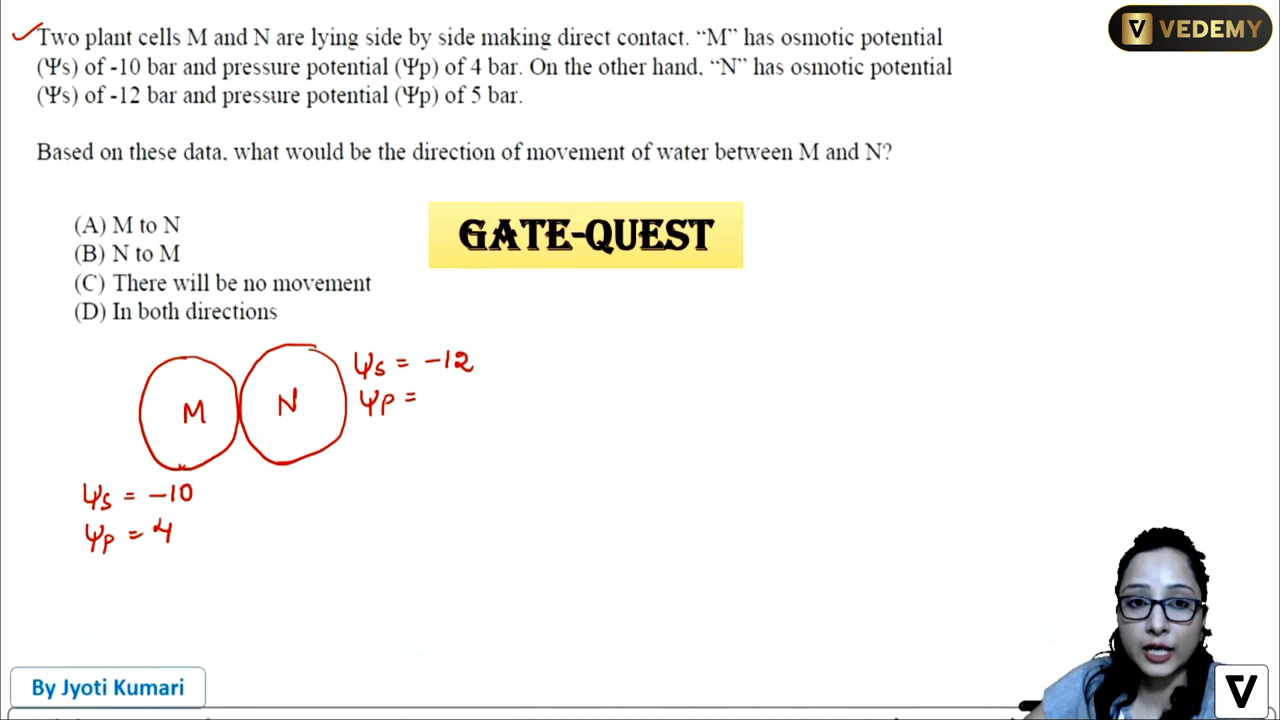 VEDEMY
Two plant cells M and N are lying side by side making direct contact. “M” has osmotic potential
(Ψs) of -10 bar and pressure potential (Ψp) of 4 bar. On the other hand, “N” has osmotic potential
(Ψs) of -12 bar and pressure potential (Ψp) of 5 bar.
Based on these data, what would be the direction of movement of water between M and N?
(A) M to N
(B) N to M
(C) There will be no movement
(D) In both directions
GATE-QUEST
M
N
Ψs = -12
Ψp =
Ψs = -10
Ψp = 4
By Jyoti Kumari